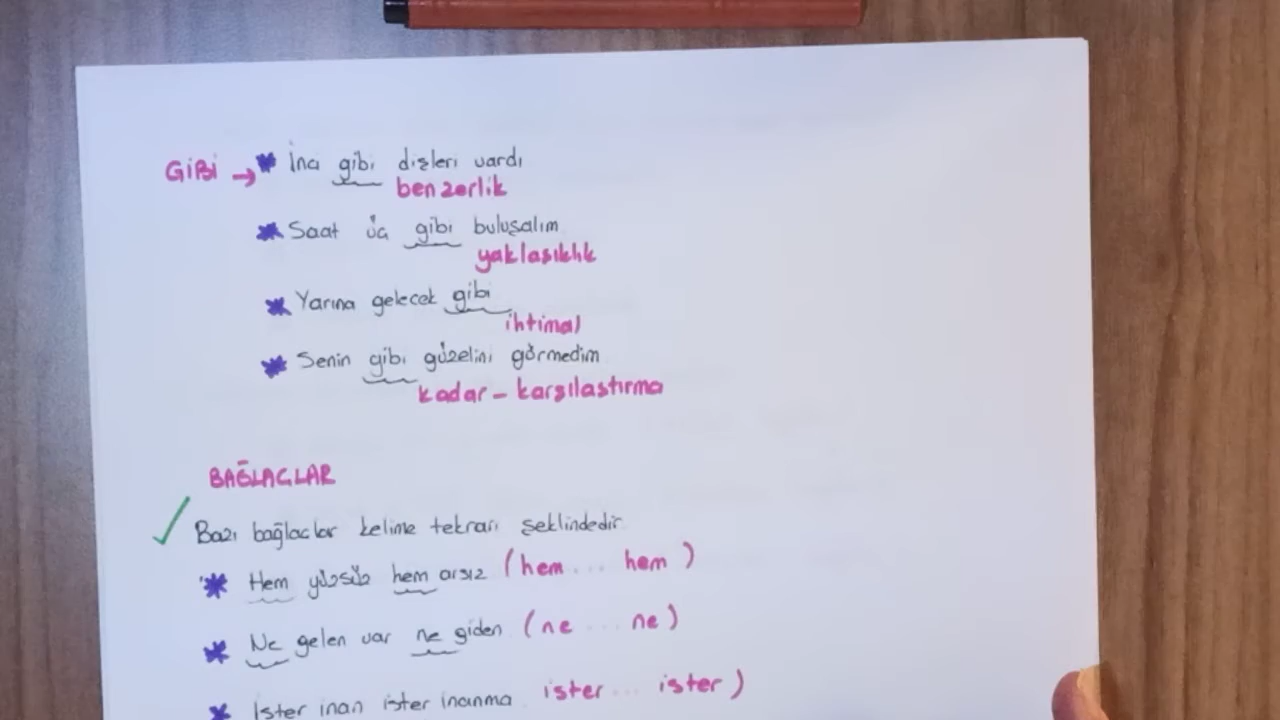 GİBİ → * İnci gibi dişleri vardı
benzerlik
* Saat üç gibi buluşalım
yaklaşıklık
* Yarına gelecek gibi
ihtimal
* Senin gibi güzelini görmedim
kadar - karşılaştırma
BAĞLAÇLAR
✓ Bazı bağlaçlar kelime tekrarı şeklindedir.
* Hem yüzsüz hem arsız (hem ... hem)
* Ne gelen var ne giden (ne ... ne)
* İster inan ister inanma ister ... ister)